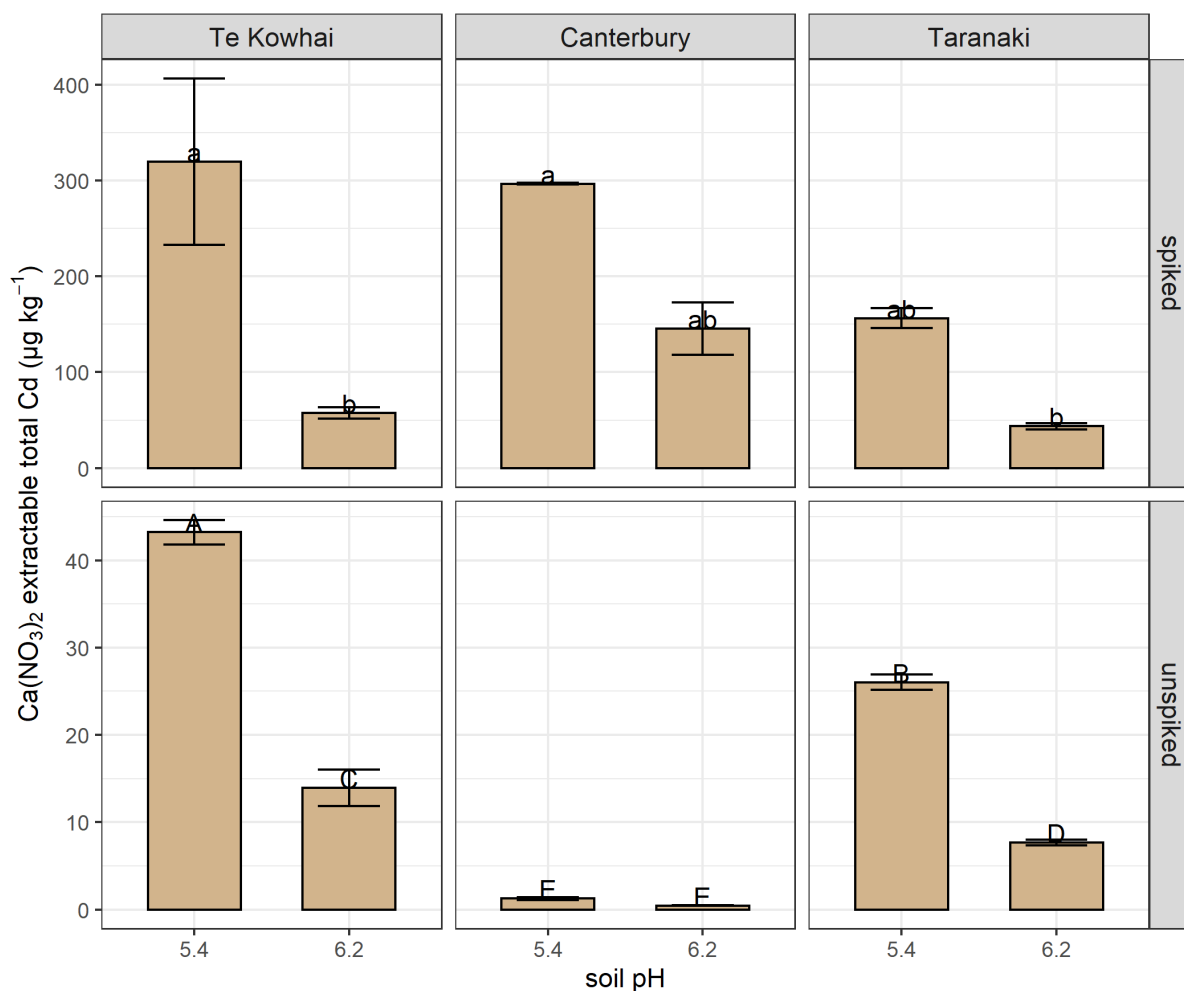 Te Kowhai
Canterbury
Taranaki
Ca(NO₃)₂ extractable total Cd (µg kg⁻¹)
400
300
200
100
0
a
b
a
ab
ab
b
spiked
40
30
20
10
0
A
C
B
D
unspiked
5.4
6.2
5.4
6.2
5.4
6.2
soil pH